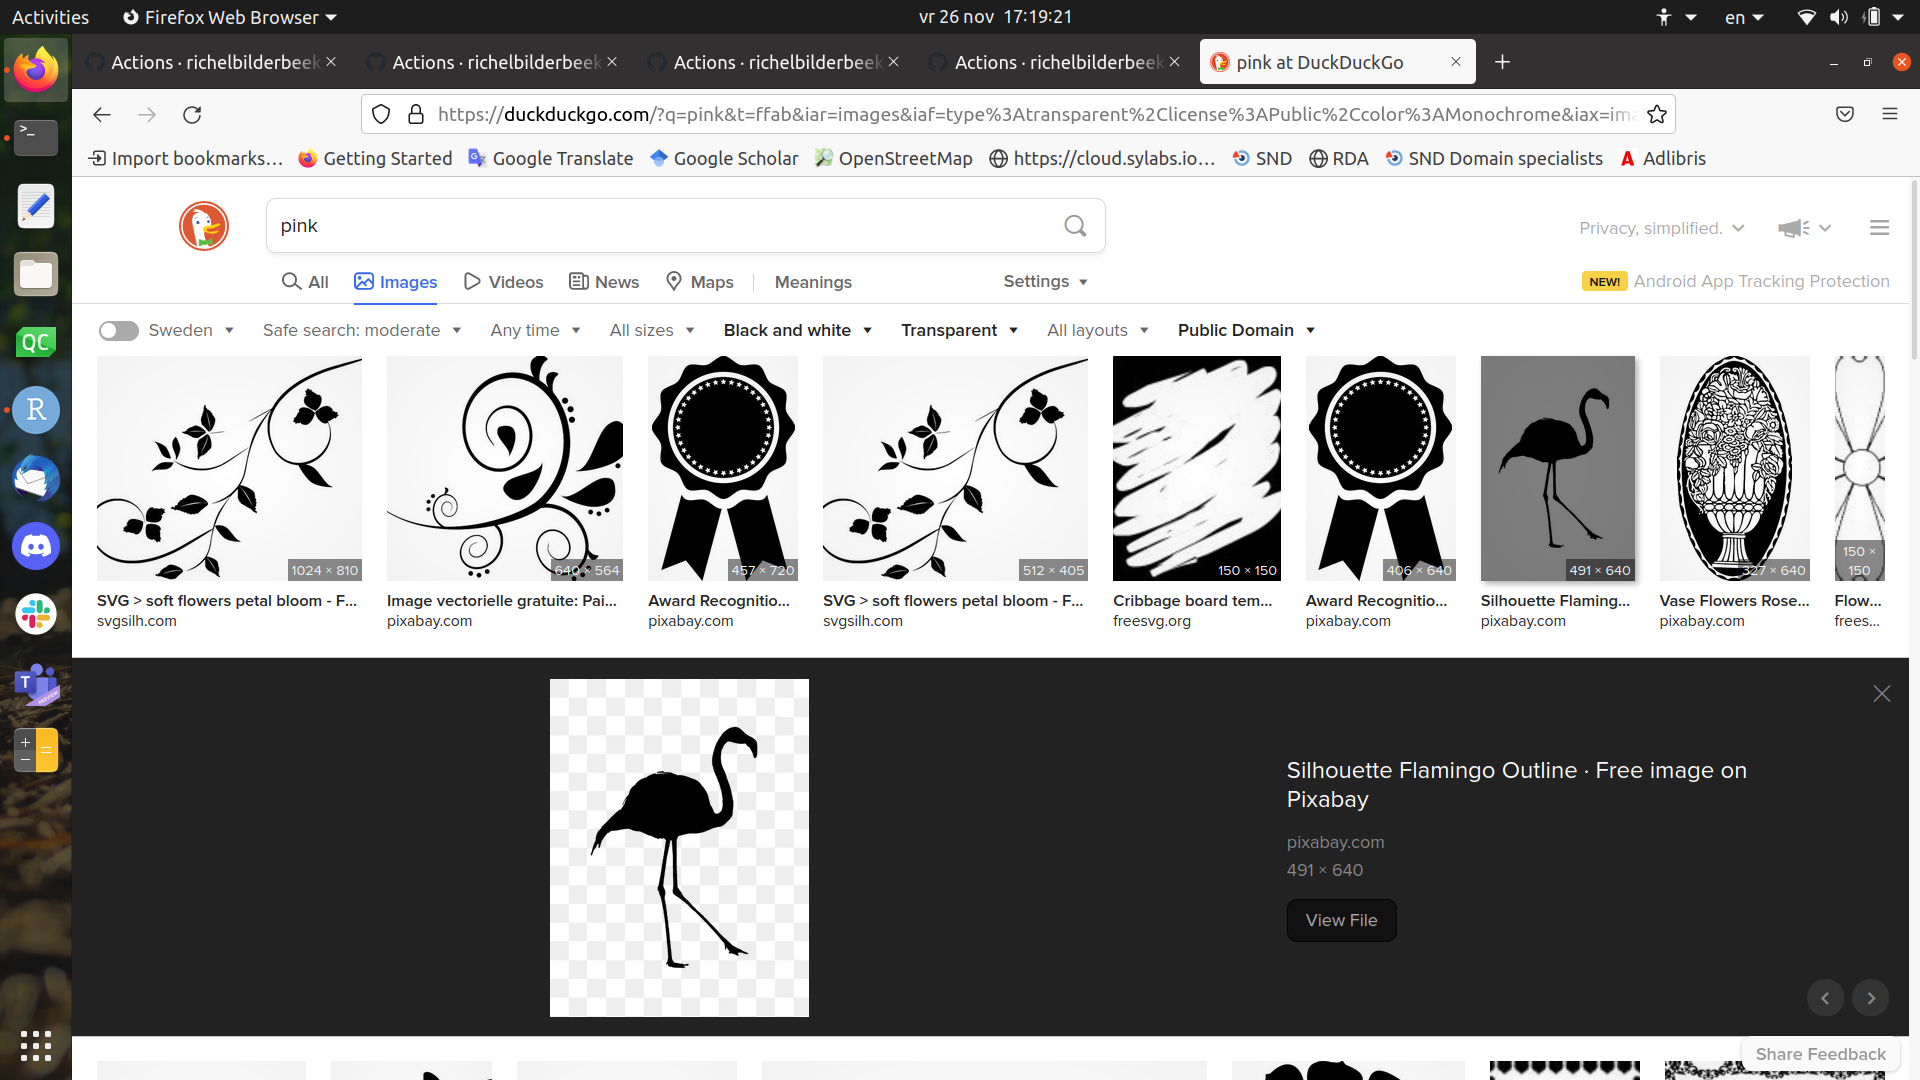 Activities Firefox Web Browser vr 26 nov 17:19:21 en
Actions · richelbilderbeek Actions · richelbilderbeek Actions · richelbilderbeek Actions · richelbilderbeek pink at DuckDuckGo
https://duckduckgo.com/?q=pink&t=ffab&iar=images&iaf=type%3Atransparent%2Clicense%3APublic%2Ccolor%3AMonochrome&iax=ima
Import bookmarks... Getting Started Google Translate Google Scholar OpenStreetMap https://cloud.sylabs.io... SND RDA SND Domain specialists Adlibris
pink
Privacy, simplified.
All Images Videos News Maps Meanings Settings NEW! Android App Tracking Protection
Sweden Safe search: moderate Any time All sizes Black and white Transparent All layouts Public Domain
1024 × 810 640 × 564 457 × 720 512 × 405 150 × 150 406 × 640 491 × 640 327 × 640 150 × 150
SVG > soft flowers petal bloom - F... Image vectorielle gratuite: Pai... Award Recognitio... SVG > soft flowers petal bloom - F... Cribbage board tem... Award Recognitio... Silhouette Flaming... Vase Flowers Rose... Flow...
svgsilh.com pixabay.com pixabay.com svgsilh.com freesvg.org pixabay.com pixabay.com pixabay.com frees...
Silhouette Flamingo Outline · Free image on
Pixabay
pixabay.com
491 × 640
View File
Share Feedback
QC
R
T
PREVIEW